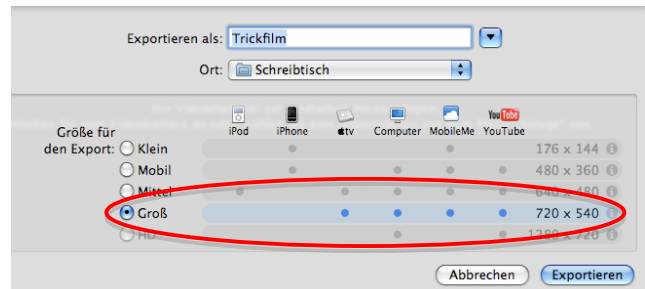 Exportieren als: Trickfilm
Ort: Schreibtisch
iPod iPhone tv Computer MobileMe YouTube
Größe für
den Export: Klein 176 x 144
Mobil 480 x 360
Mittel 640 x 480
Groß 720 x 540
HD 1280 x 720
Abbrechen Exportieren